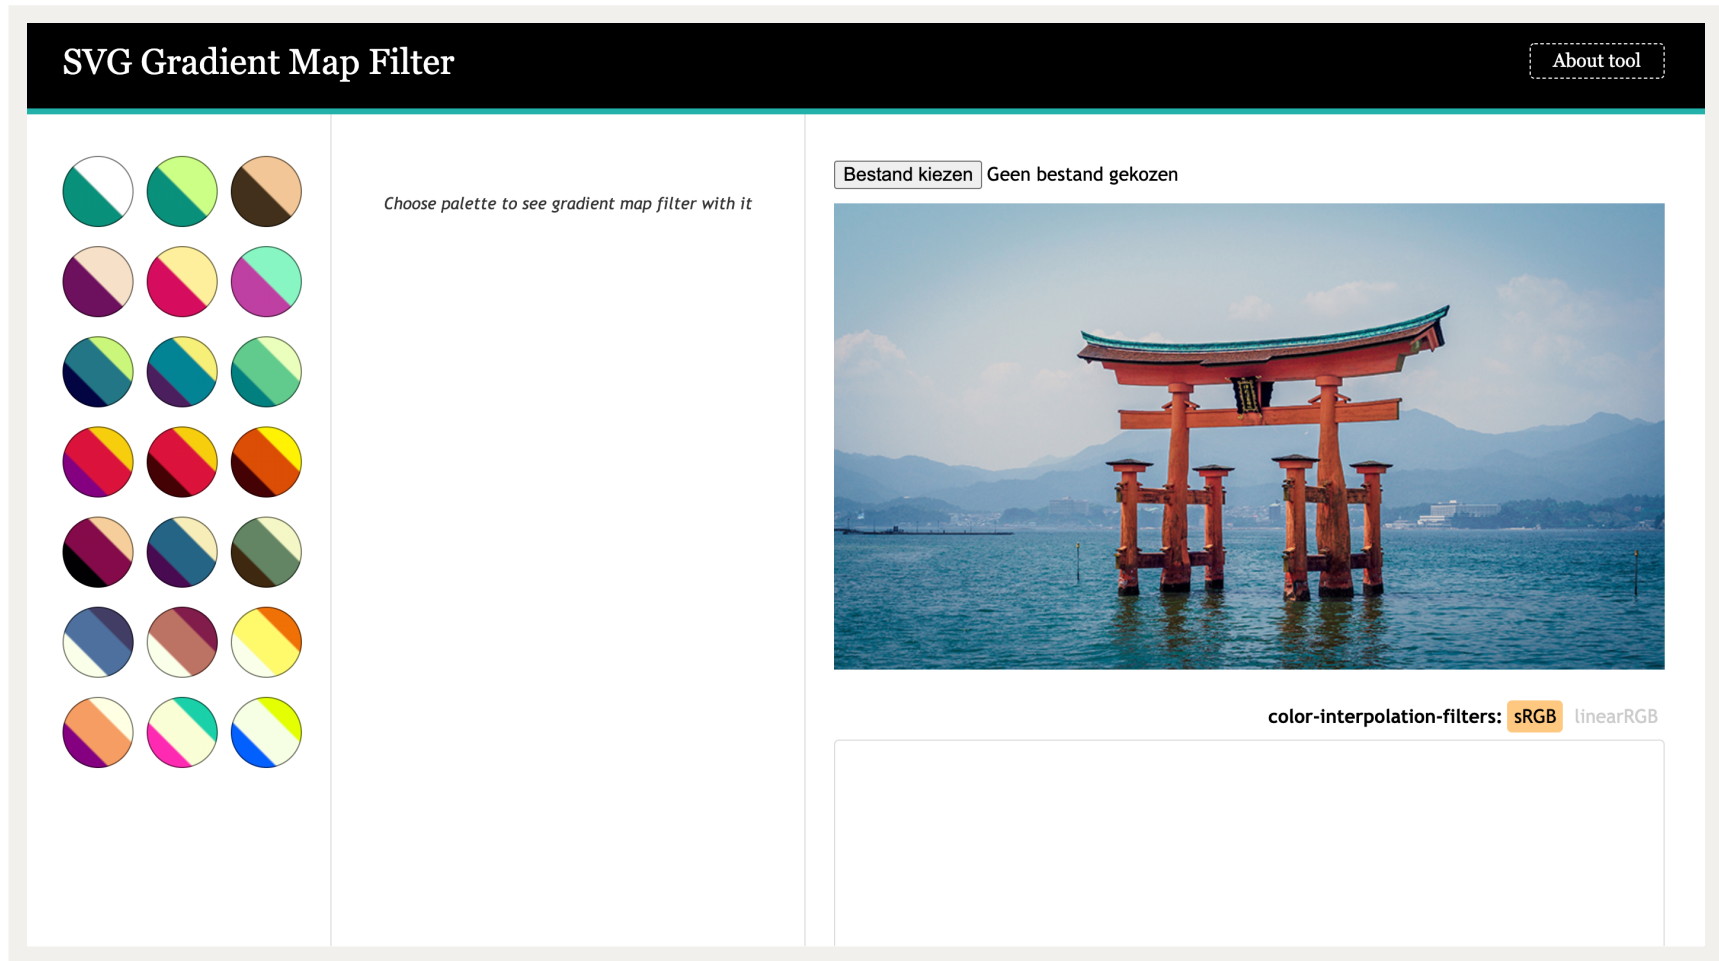 SVG Gradient Map Filter
About tool
Choose palette to see gradient map filter with it
Bestand kiezen Geen bestand gekozen
color-interpolation-filters: sRGB linearRGB